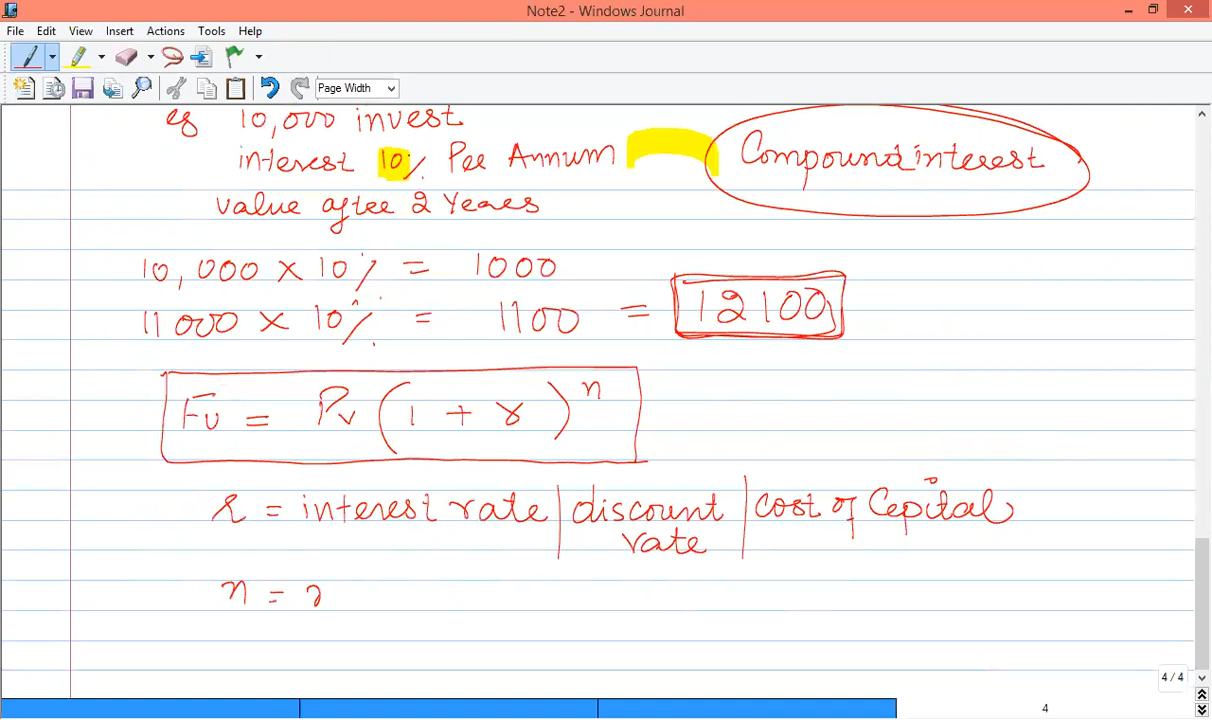 Note2 - Windows Journal
File Edit View Insert Actions Tools Help
Page Width
eg 10,000 invest
interest 10% Per Annum Compound interest
value after 2 Years
10,000 × 10% = 1000
11000 × 10% = 1100 = 12100
Fv = Pv ( 1 + r )^n
r = interest rate | discount rate | cost of Cepital
n =
4 / 4
4